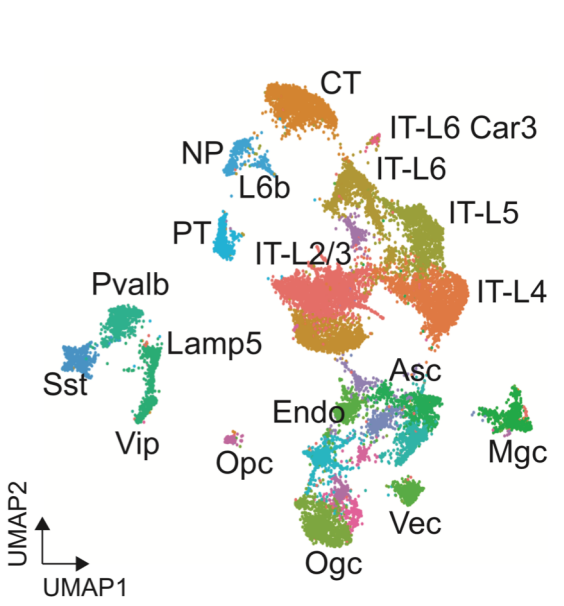 CT
IT-L6 Car3
NP
IT-L6
L6b
IT-L5
PT
IT-L2/3
Pvalb
IT-L4
Lamp5
Sst
Asc
Endo
Vip
Mgc
Opc
Vec
Ogc
UMAP2
UMAP1